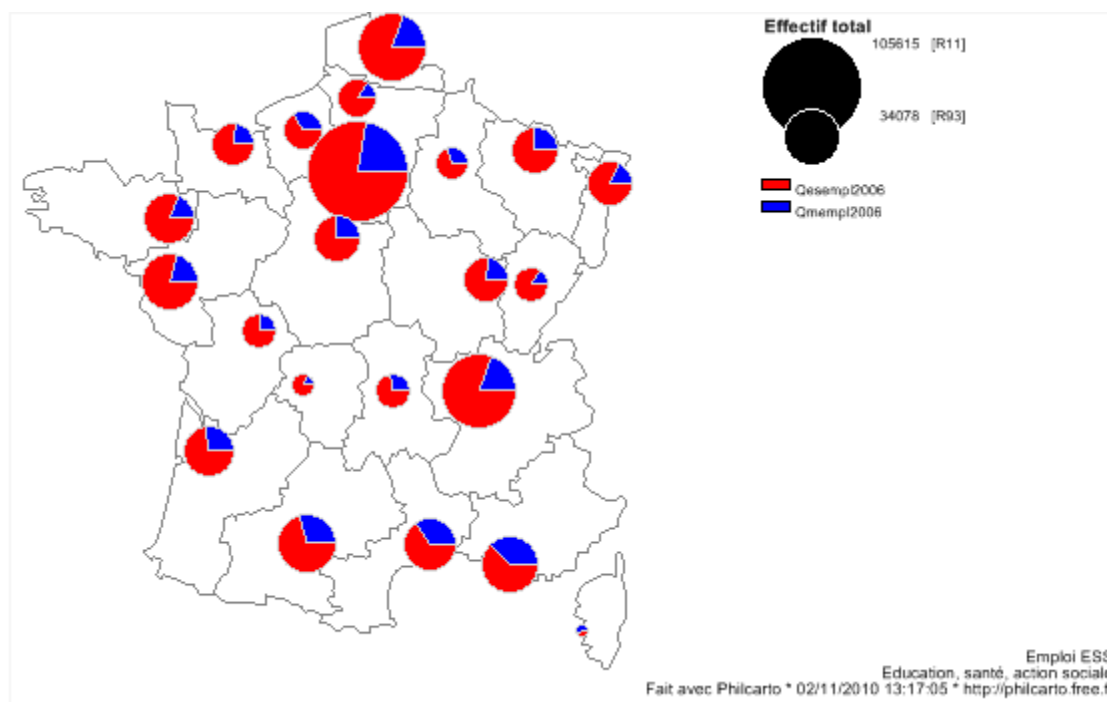 Effectif total
105615 [R11]
34078 [R93]
Qesempl2006
Qmempl2006
Emploi ESS
Education, santé, action sociale
Fait avec Philcarto * 02/11/2010 13:17:05 * http://philcarto.free.f